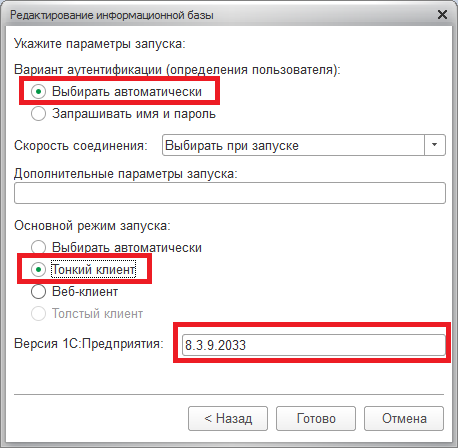 Редактирование информационной базы
Укажите параметры запуска:
Вариант аутентификации (определения пользователя):
Выбирать автоматически
Запрашивать имя и пароль
Скорость соединения: Выбирать при запуске
Дополнительные параметры запуска:
Основной режим запуска:
Выбирать автоматически
Тонкий клиент
Веб-клиент
Толстый клиент
Версия 1С:Предприятия: 8.3.9.2033
< Назад Готово Отмена